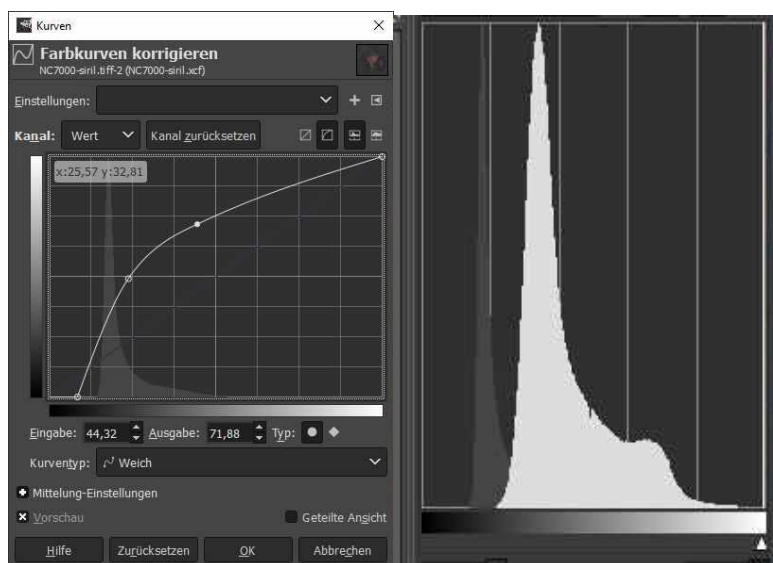 Kurven
Farbkurven korrigieren
NC7000-siril.tiff-2 (NC7000-siril.xcf)
Einstellungen:
Kanal: Wert Kanal zurücksetzen
x:25,57 y:32,81
Eingabe: 44,32 Ausgabe: 71,88 Typ:
Kurventyp: Weich
Mittelung-Einstellungen
Vorschau Geteilte Ansicht
Hilfe Zurücksetzen OK Abbrechen